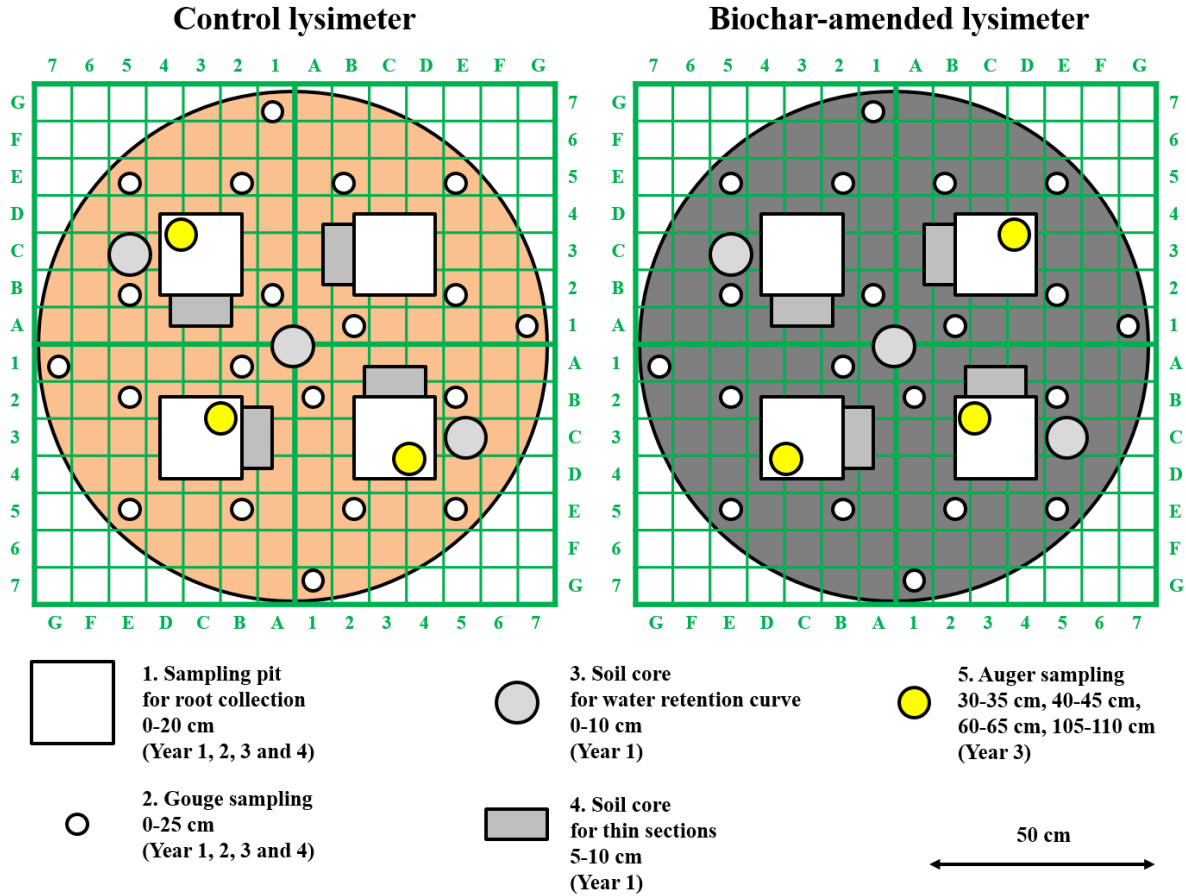 Control lysimeter
Biochar-amended lysimeter
7 6 5 4 3 2 1 A B C D E F G
7 6 5 4 3 2 1 A B C D E F G
G
F
E
D
C
B
A
1
2
3
4
5
6
7
7
6
5
4
3
2
1
A
B
C
D
E
F
G
G
F
E
D
C
B
A
1
2
3
4
5
6
7
7
6
5
4
3
2
1
A
B
C
D
E
F
G
G F E D C B A 1 2 3 4 5 6 7
G F E D C B A 1 2 3 4 5 6 7
1. Sampling pit
for root collection
0-20 cm
(Year 1, 2, 3 and 4)
2. Gouge sampling
0-25 cm
(Year 1, 2, 3 and 4)
3. Soil core
for water retention curve
0-10 cm
(Year 1)
4. Soil core
for thin sections
5-10 cm
(Year 1)
5. Auger sampling
30-35 cm, 40-45 cm,
60-65 cm, 105-110 cm
(Year 3)
50 cm